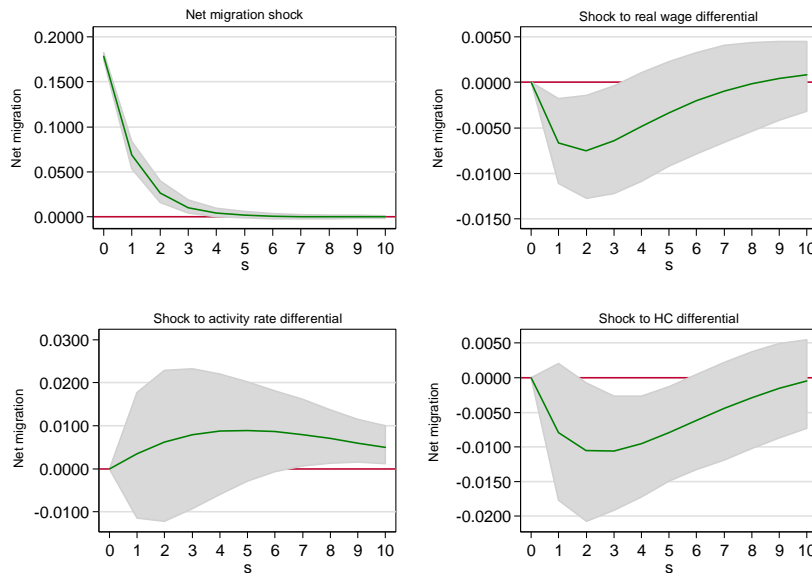 Net migration shock
0.2000
0.1500
0.1000
0.0500
0.0000
Net migration
0 1 2 3 4 5 6 7 8 9 10
s
Shock to real wage differential
0.0050
0.0000
-0.0050
-0.0100
-0.0150
Net migration
0 1 2 3 4 5 6 7 8 9 10
s
Shock to activity rate differential
0.0300
0.0200
0.0100
0.0000
-0.0100
Net migration
0 1 2 3 4 5 6 7 8 9 10
s
Shock to HC differential
0.0050
0.0000
-0.0050
-0.0100
-0.0150
-0.0200
Net migration
0 1 2 3 4 5 6 7 8 9 10
s